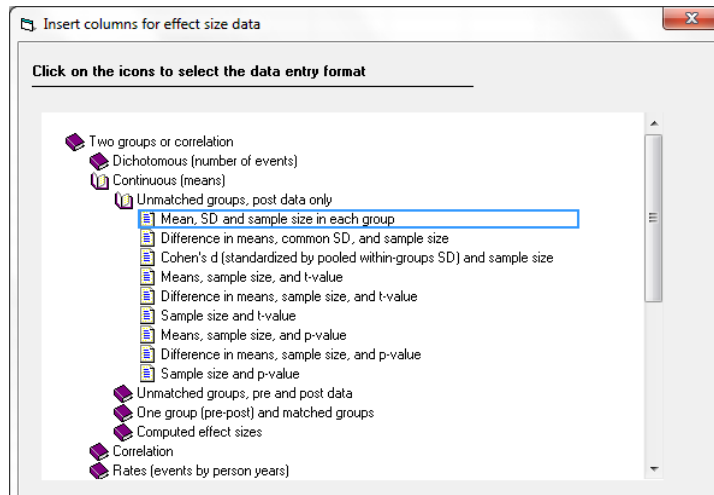 Insert columns for effect size data
Click on the icons to select the data entry format
Two groups or correlation
Dichotomous (number of events)
Continuous (means)
Unmatched groups, post data only
Mean, SD and sample size in each group
Difference in means, common SD, and sample size
Cohen's d (standardized by pooled within-groups SD) and sample size
Means, sample size, and t-value
Difference in means, sample size, and t-value
Sample size and t-value
Means, sample size, and p-value
Difference in means, sample size, and p-value
Sample size and p-value
Unmatched groups, pre and post data
One group (pre-post) and matched groups
Computed effect sizes
Correlation
Rates (events by person years)